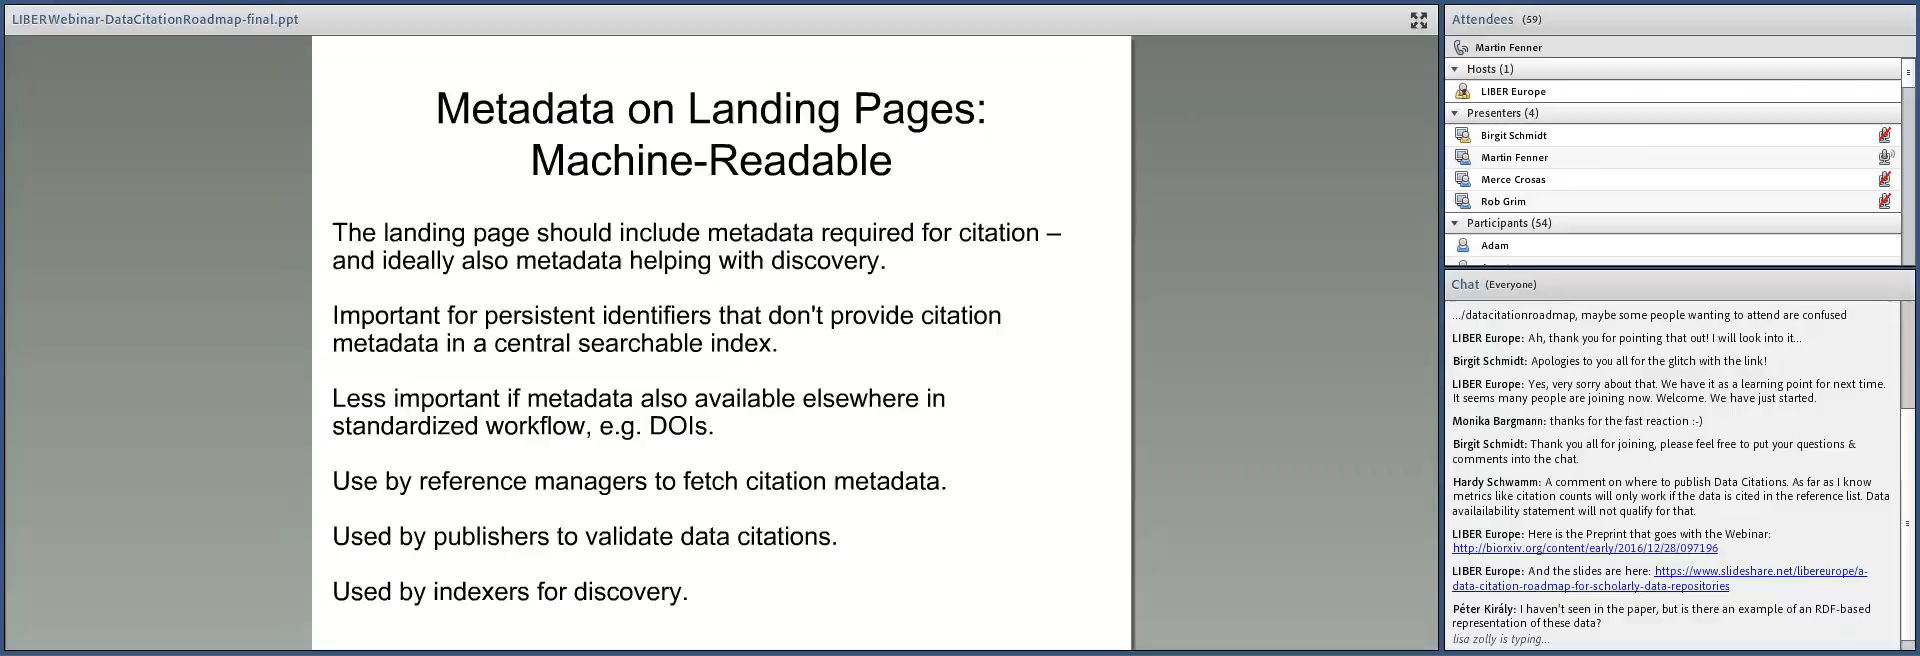 LIBERWebinar-DataCitationRoadmap-final.ppt
Metadata on Landing Pages:
Machine-Readable
The landing page should include metadata required for citation –
and ideally also metadata helping with discovery.
Important for persistent identifiers that don't provide citation
metadata in a central searchable index.
Less important if metadata also available elsewhere in
standardized workflow, e.g. DOIs.
Use by reference managers to fetch citation metadata.
Used by publishers to validate data citations.
Used by indexers for discovery.
Attendees (59)
Martin Fenner
Hosts (1)
LIBER Europe
Presenters (4)
Birgit Schmidt
Martin Fenner
Merce Crosas
Rob Grim
Participants (54)
Adam
Chat (Everyone)
.../datacitationroadmap, maybe some people wanting to attend are confused
LIBER Europe: Ah, thank you for pointing that out! I will look into it...
Birgit Schmidt: Apologies to you all for the glitch with the link!
LIBER Europe: Yes, very sorry about that. We have it as a learning point for next time.
It seems many people are joining now. Welcome. We have just started.
Monika Bargmann: thanks for the fast reaction :-)
Birgit Schmidt: Thank you all for joining, please feel free to put your questions &
comments into the chat.
Hardy Schwamm: A comment on where to publish Data Citations. As far as I know
metrics like citation counts will only work if the data is cited in the reference list. Data
availailability statement will not qualify for that.
LIBER Europe: Here is the Preprint that goes with the Webinar:
http://biorxiv.org/content/early/2016/12/28/097196
LIBER Europe: And the slides are here: https://www.slideshare.net/libereurope/a-
data-citation-roadmap-for-scholarly-data-repositories
Péter Király: I haven't seen in the paper, but is there an example of an RDF-based
representation of these data?
lisa zolly is typing...